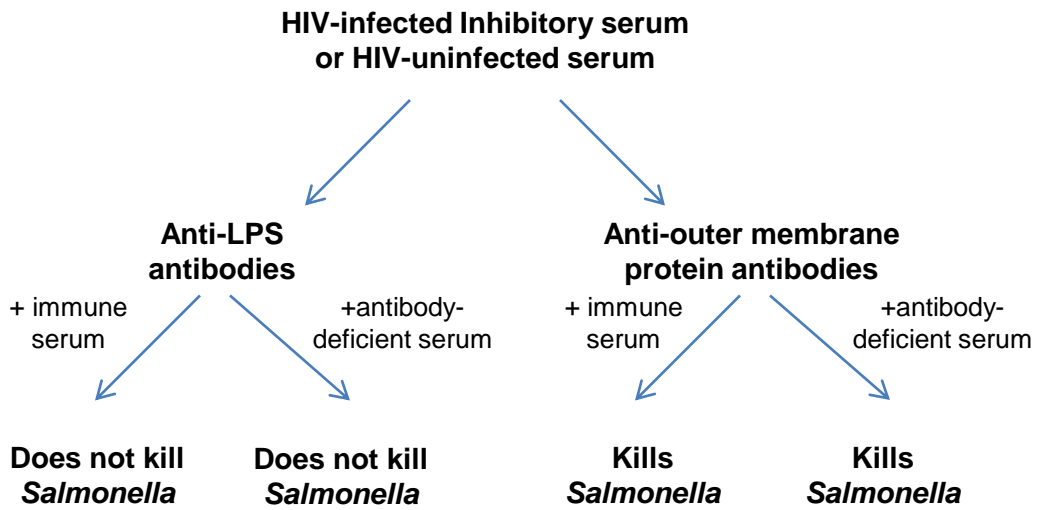 HIV-infected Inhibitory serum
or HIV-uninfected serum
Anti-LPS
antibodies
Anti-outer membrane
protein antibodies
+ immune
serum
+antibody-
deficient serum
+ immune
serum
+antibody-
deficient serum
Does not kill
Salmonella
Does not kill
Salmonella
Kills
Salmonella
Kills
Salmonella